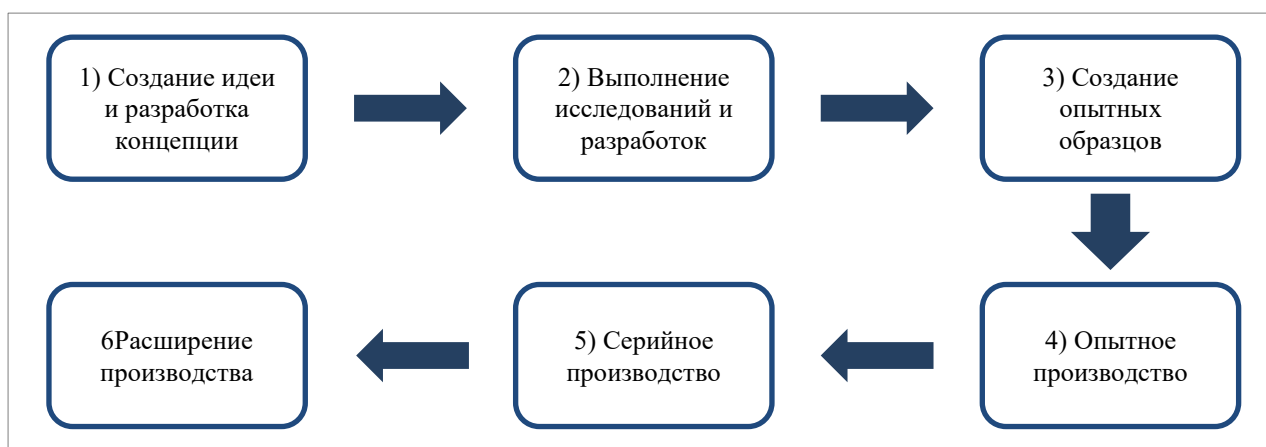 1) Создание идеи
и разработка
концепции
2) Выполнение
исследований и
разработок
3) Создание
опытных
образцов
4) Опытное
производство
5) Серийное
производство
6Расширение
производства